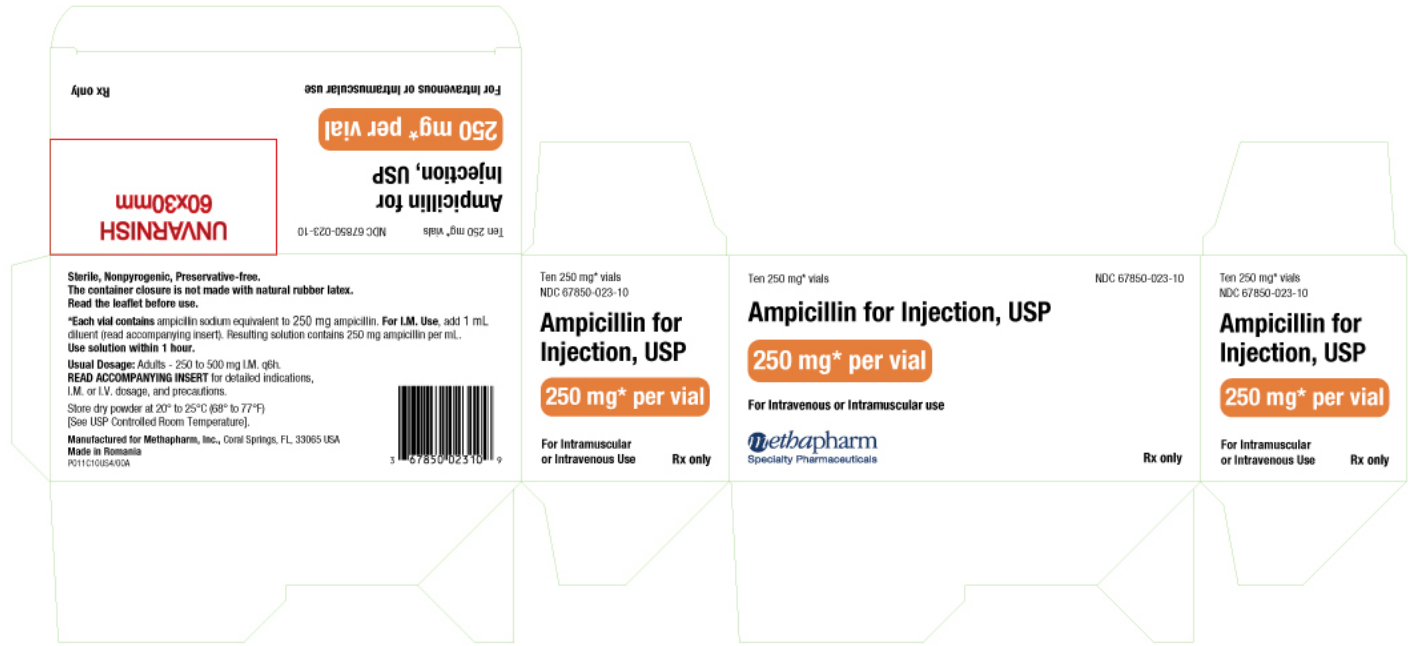 Rx only
For Intravenous or Intramuscular use
250 mg* per vial
Ampicillin for
Injection, USP
Ten 250 mg* vials NDC 67850-023-10
UNVARNISH
60x30mm
Sterile, Nonpyrogenic, Preservative-free.
The container closure is not made with natural rubber latex.
Read the leaflet before use.
*Each vial contains ampicillin sodium equivalent to 250 mg ampicillin. For I.M. Use, add 1 mL
diluent (read accompanying insert). Resulting solution contains 250 mg ampicillin per mL.
Use solution within 1 hour.
Usual Dosage: Adults - 250 to 500 mg I.M. q6h.
READ ACCOMPANYING INSERT for detailed indications,
I.M. or I.V. dosage, and precautions.
Store dry powder at 20° to 25°C (68° to 77°F)
[See USP Controlled Room Temperature].
Manufactured for Methapharm, Inc., Coral Springs, FL, 33065 USA
Made in Romania
P011C10US4/00A
3 67850 02310 9
Ten 250 mg* vials
NDC 67850-023-10
Ampicillin for
Injection, USP
250 mg* per vial
For Intramuscular
or Intravenous Use Rx only
Ten 250 mg* vials NDC 67850-023-10
Ampicillin for Injection, USP
250 mg* per vial
For Intravenous or Intramuscular use
methapharm
Specialty Pharmaceuticals
Rx only
Ten 250 mg* vials
NDC 67850-023-10
Ampicillin for
Injection, USP
250 mg* per vial
For Intramuscular
or Intravenous Use Rx only